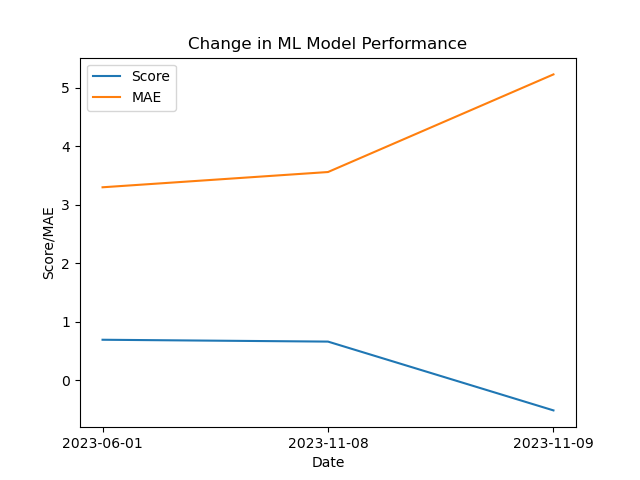 Change in ML Model Performance
Score
MAE
5
4
3
2
1
0
Score/MAE
2023-06-01
2023-11-08
2023-11-09
Date